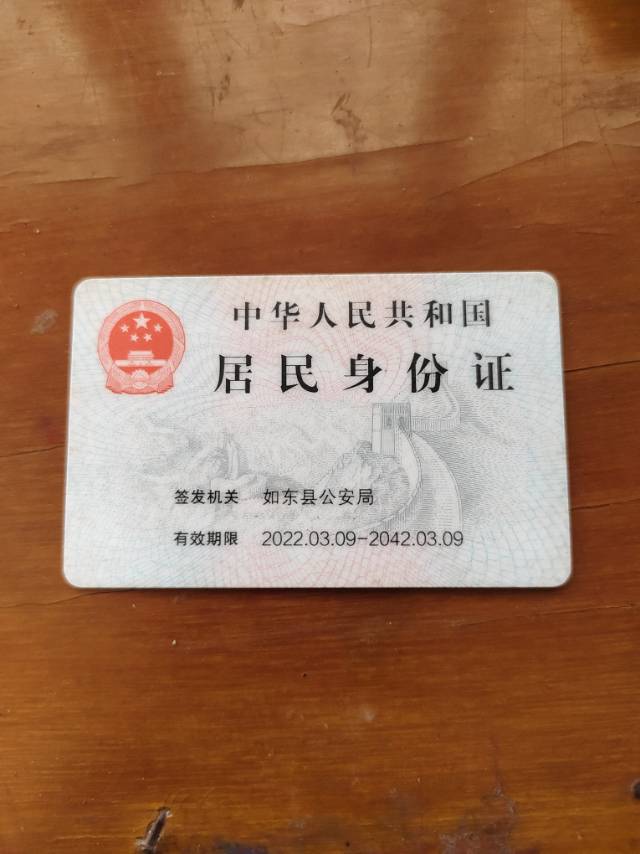 中华人民共和国
居民身份证
签发机关 如东县公安局
有效期限 2022.03.09-2042.03.09